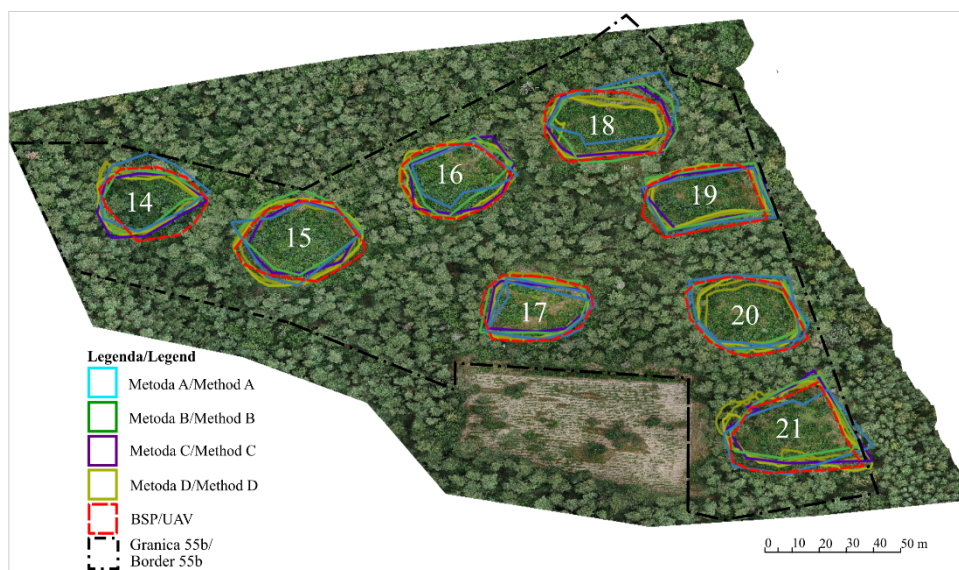 18
16
14
19
15
17
20
21
Legenda/Legend
Metoda A/Method A
Metoda B/Method B
Metoda C/Method C
Metoda D/Method D
BSP/UAV
Granica 55b/
Border 55b
0 10 20 30 40 50 m